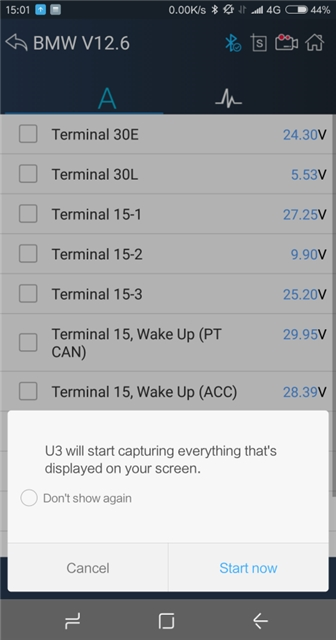 15:01 0.00K/s 4G 44%
BMW V12.6
A
Terminal 30E 24.30V
Terminal 30L 5.53V
Terminal 15-1 27.25V
Terminal 15-2 9.90V
Terminal 15-3 25.20V
Terminal 15, Wake Up (PT
CAN) 29.95V
Terminal 15, Wake Up (ACC) 28.39V
U3 will start capturing everything that's
displayed on your screen.
Don't show again
Cancel Start now